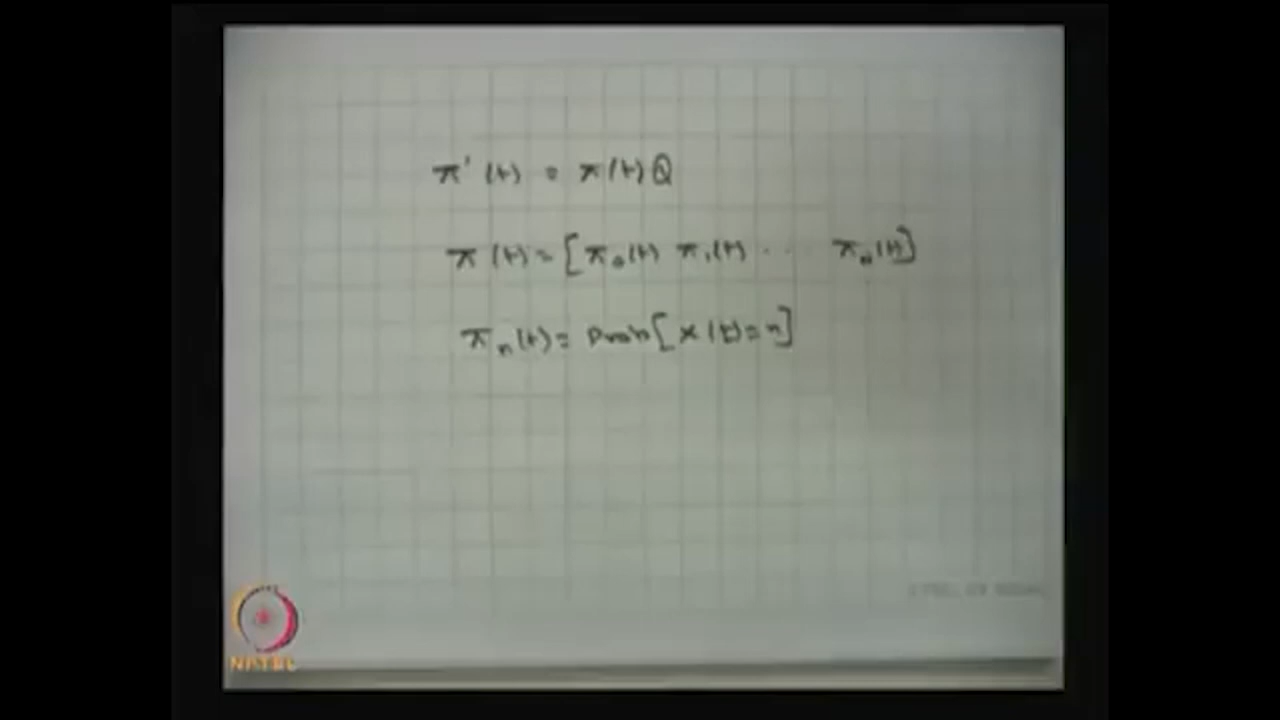 π'(t) = π(t)Q
π(t) = [π₀(t) π₁(t) ... πₙ(t)]
πₙ(t) = Prob[X(t)=n]
NPTEL